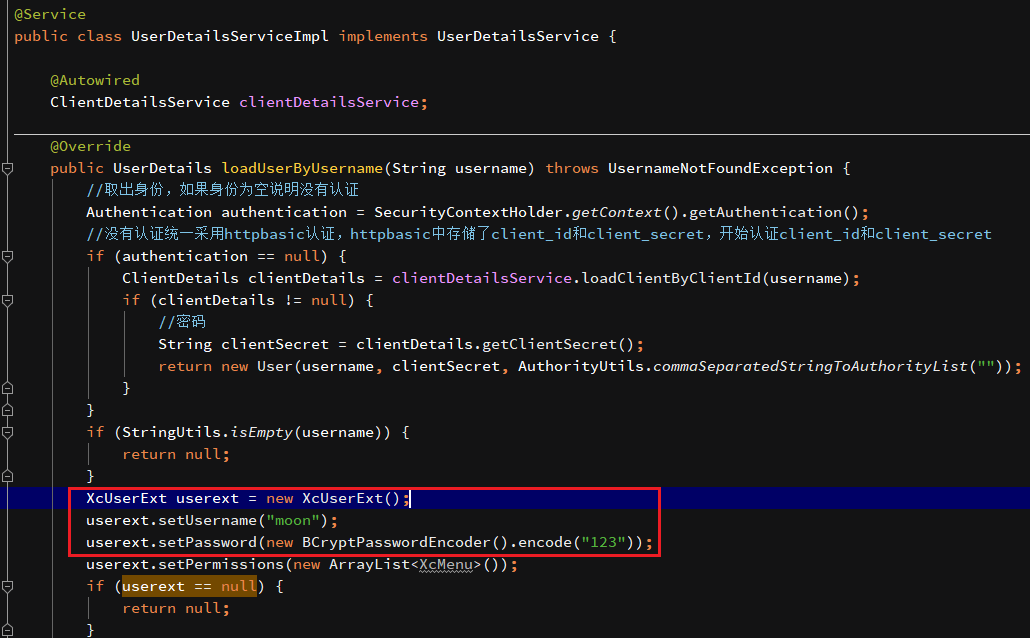 @Service
public class UserDetailsServiceImpl implements UserDetailsService {
@Autowired
ClientDetailsService clientDetailsService;
@Override
public UserDetails loadUserByUsername(String username) throws UsernameNotFoundException {
//取出身份，如果身份为空说明没有认证
Authentication authentication = SecurityContextHolder.getContext().getAuthentication();
//没有认证统一采用httpbasic认证，httpbasic中存储了client_id和client_secret，开始认证client_id和client_secret
if (authentication == null) {
ClientDetails clientDetails = clientDetailsService.loadClientByClientId(username);
if (clientDetails != null) {
//密码
String clientSecret = clientDetails.getClientSecret();
return new User(username, clientSecret, AuthorityUtils.commaSeparatedStringToAuthorityList(""));
}
}
if (StringUtils.isEmpty(username)) {
return null;
}
XcUserExt userext = new XcUserExt();
userext.setUsername("moon");
userext.setPassword(new BCryptPasswordEncoder().encode("123"));
userext.setPermissions(new ArrayList<XcMenu>());
if (userext == null) {
return null;
}